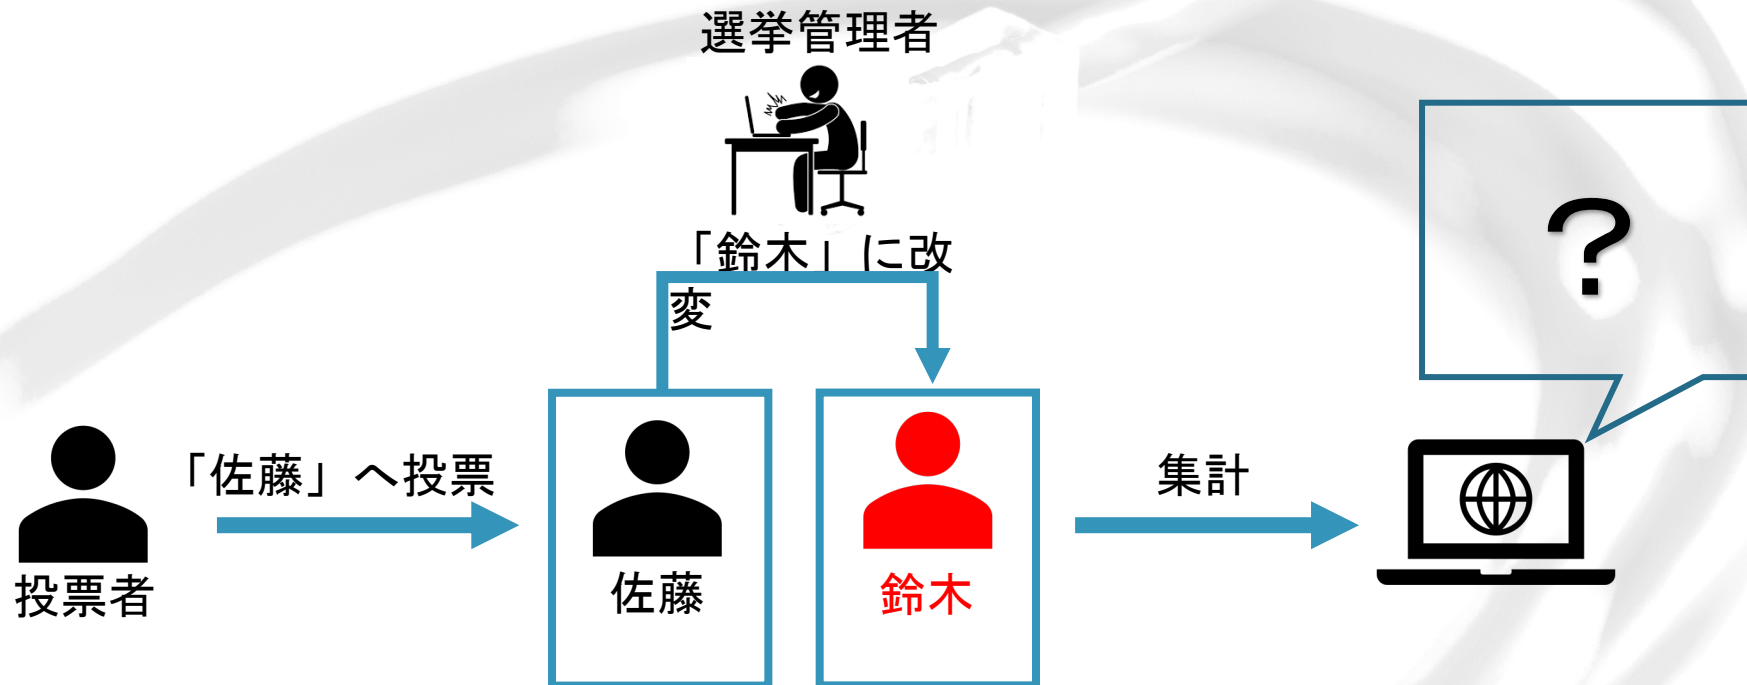 選挙管理者
「鈴木」に改
変
？
「佐藤」へ投票
集計
投票者
佐藤
鈴木